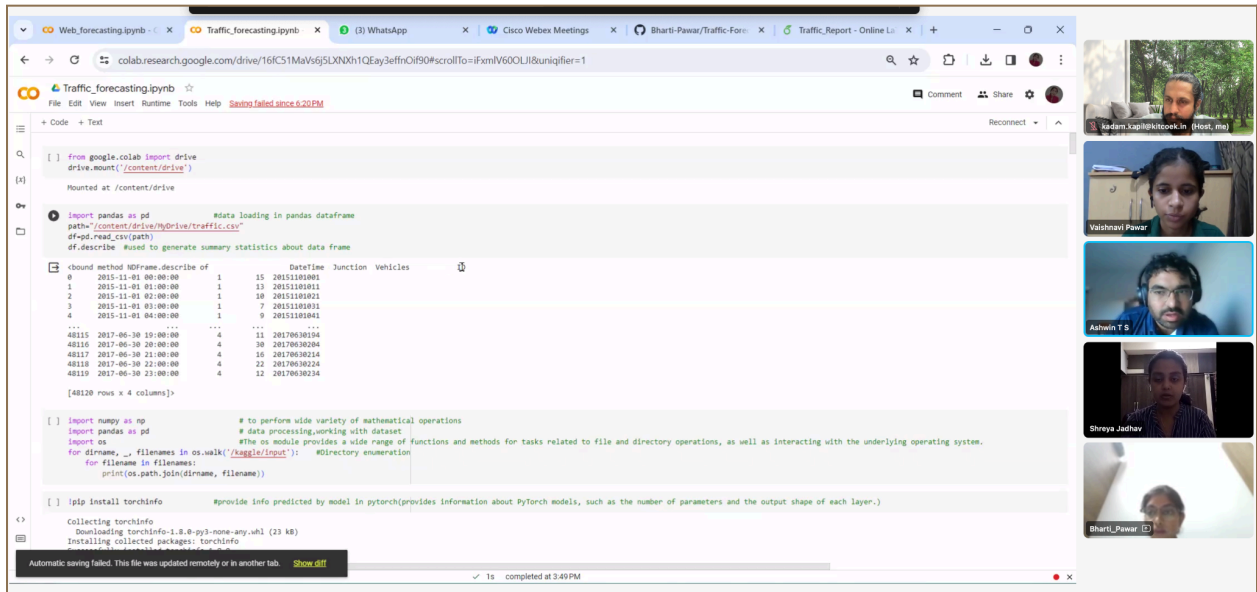 Web_forecasting.ipynb - C
Traffic_forecasting.ipynb -
(3) WhatsApp
Cisco Webex Meetings
Bharti-Pawar/Traffic-Fore
Traffic_Report - Online La
colab.research.google.com/drive/16fC51MaVs6j5LXNXh1QEay3effnOif90#scrollTo=iFxmIV60OLJI&uniqifier=1
Traffic_forecasting.ipynb
Comment
Share
File Edit View Insert Runtime Tools Help Saving failed since 6:20 PM
+ Code + Text
Reconnect
[ ] from google.colab import drive
drive.mount('/content/drive')
Mounted at /content/drive
import pandas as pd #data loading in pandas dataframe
path="/content/drive/MyDrive/traffic.csv"
df=pd.read_csv(path)
df.describe #used to generate summary statistics about data frame
<bound method NDFrame.describe of DateTime Junction Vehicles
0 2015-11-01 00:00:00 1 15 20151101001
1 2015-11-01 01:00:00 1 13 20151101011
2 2015-11-01 02:00:00 1 10 20151101021
3 2015-11-01 03:00:00 1 7 20151101031
4 2015-11-01 04:00:00 1 9 20151101041
... ... ... ... ...
48115 2017-06-30 19:00:00 4 11 20170630194
48116 2017-06-30 20:00:00 4 30 20170630204
48117 2017-06-30 21:00:00 4 16 20170630214
48118 2017-06-30 22:00:00 4 22 20170630224
48119 2017-06-30 23:00:00 4 12 20170630234
[48120 rows x 4 columns]>
[ ] import numpy as np # to perform wide variety of mathematical operations
import pandas as pd # data processing,working with dataset
import os #The os module provides a wide range of functions and methods for tasks related to file and directory operations, as well as interacting with the underlying operating system.
for dirname, _, filenames in os.walk('/kaggle/input'): #Directory enumeration
for filename in filenames:
print(os.path.join(dirname, filename))
[ ] !pip install torchinfo #provide info predicted by model in pytorch(provides information about PyTorch models, such as the number of parameters and the output shape of each layer.)
Collecting torchinfo
Downloading torchinfo-1.8.0-py3-none-any.whl (23 kB)
Installing collected packages: torchinfo
Automatic saving failed. This file was updated remotely or in another tab. Show diff
1s completed at 3:49 PM
kadam.kapil@kitcoek.in (Host, me)
Vaishnavi Pawar
Ashwin T S
Shreya Jadhav
Bharti_Pawar